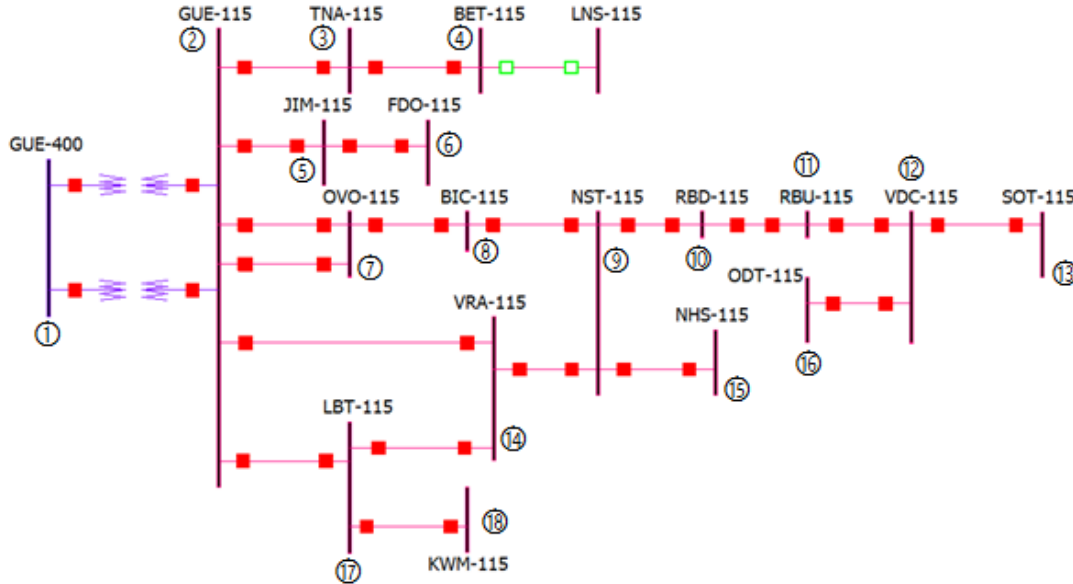 GUE-115 TNA-115 BET-115 LNS-115
② ③ ④
JIM-115 FDO-115
GUE-400
⑤ ⑥
⑪ ⑫
OVO-115 BIC-115 NST-115 RBD-115 RBU-115 VDC-115 SOT-115
⑦ ⑧ ⑨ ⑩ ⑬
ODT-115
VRA-115 NHS-115
①
⑯
⑮
LBT-115
⑭
⑱
KWM-115
⑰